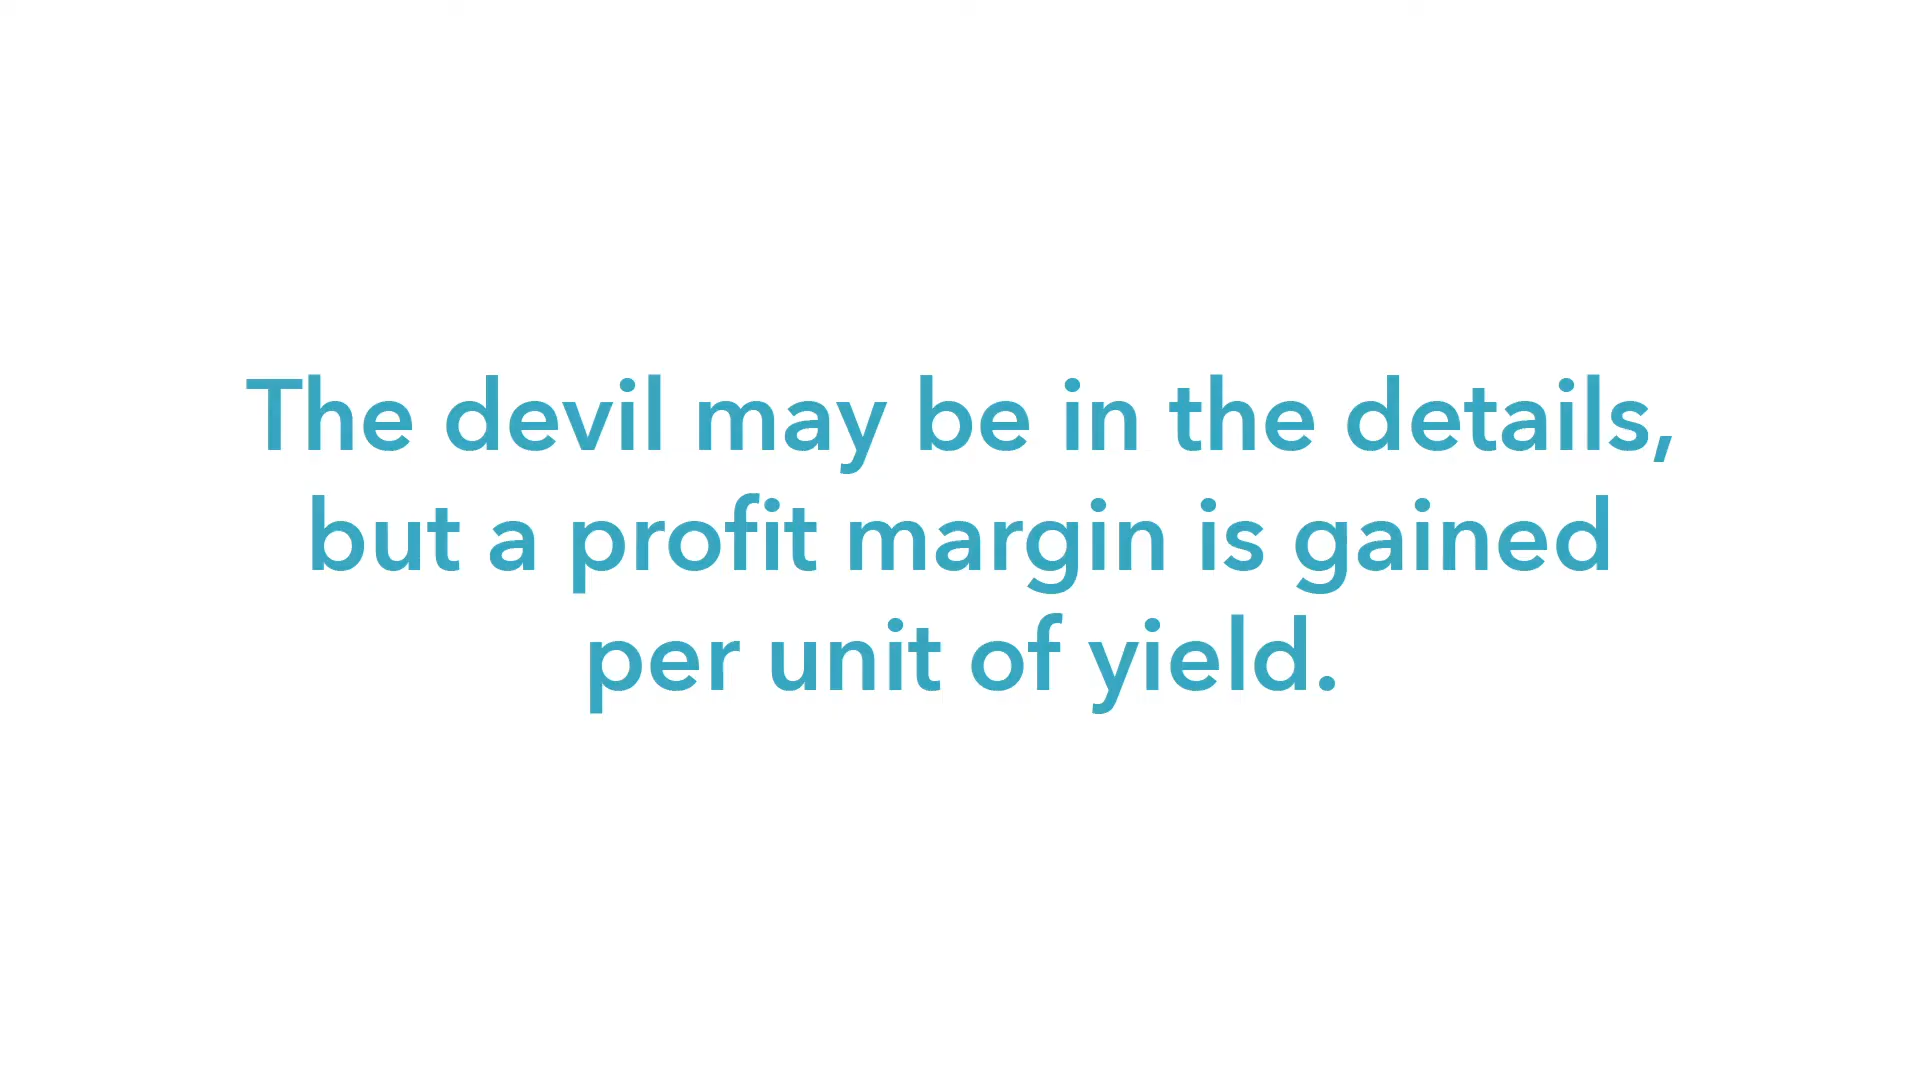 The devil may be in the details,
but a profit margin is gained
per unit of yield.